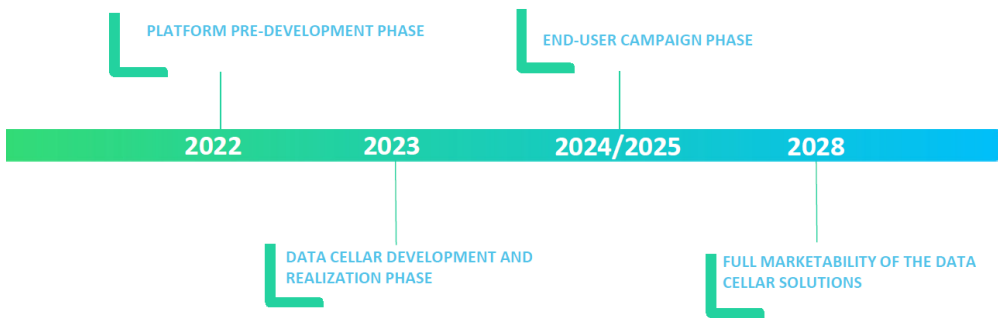 PLATFORM PRE-DEVELOPMENT PHASE
END-USER CAMPAIGN PHASE
2022
2023
2024/2025
2028
DATA CELLAR DEVELOPMENT AND
REALIZATION PHASE
FULL MARKETABILITY OF THE DATA
CELLAR SOLUTIONS